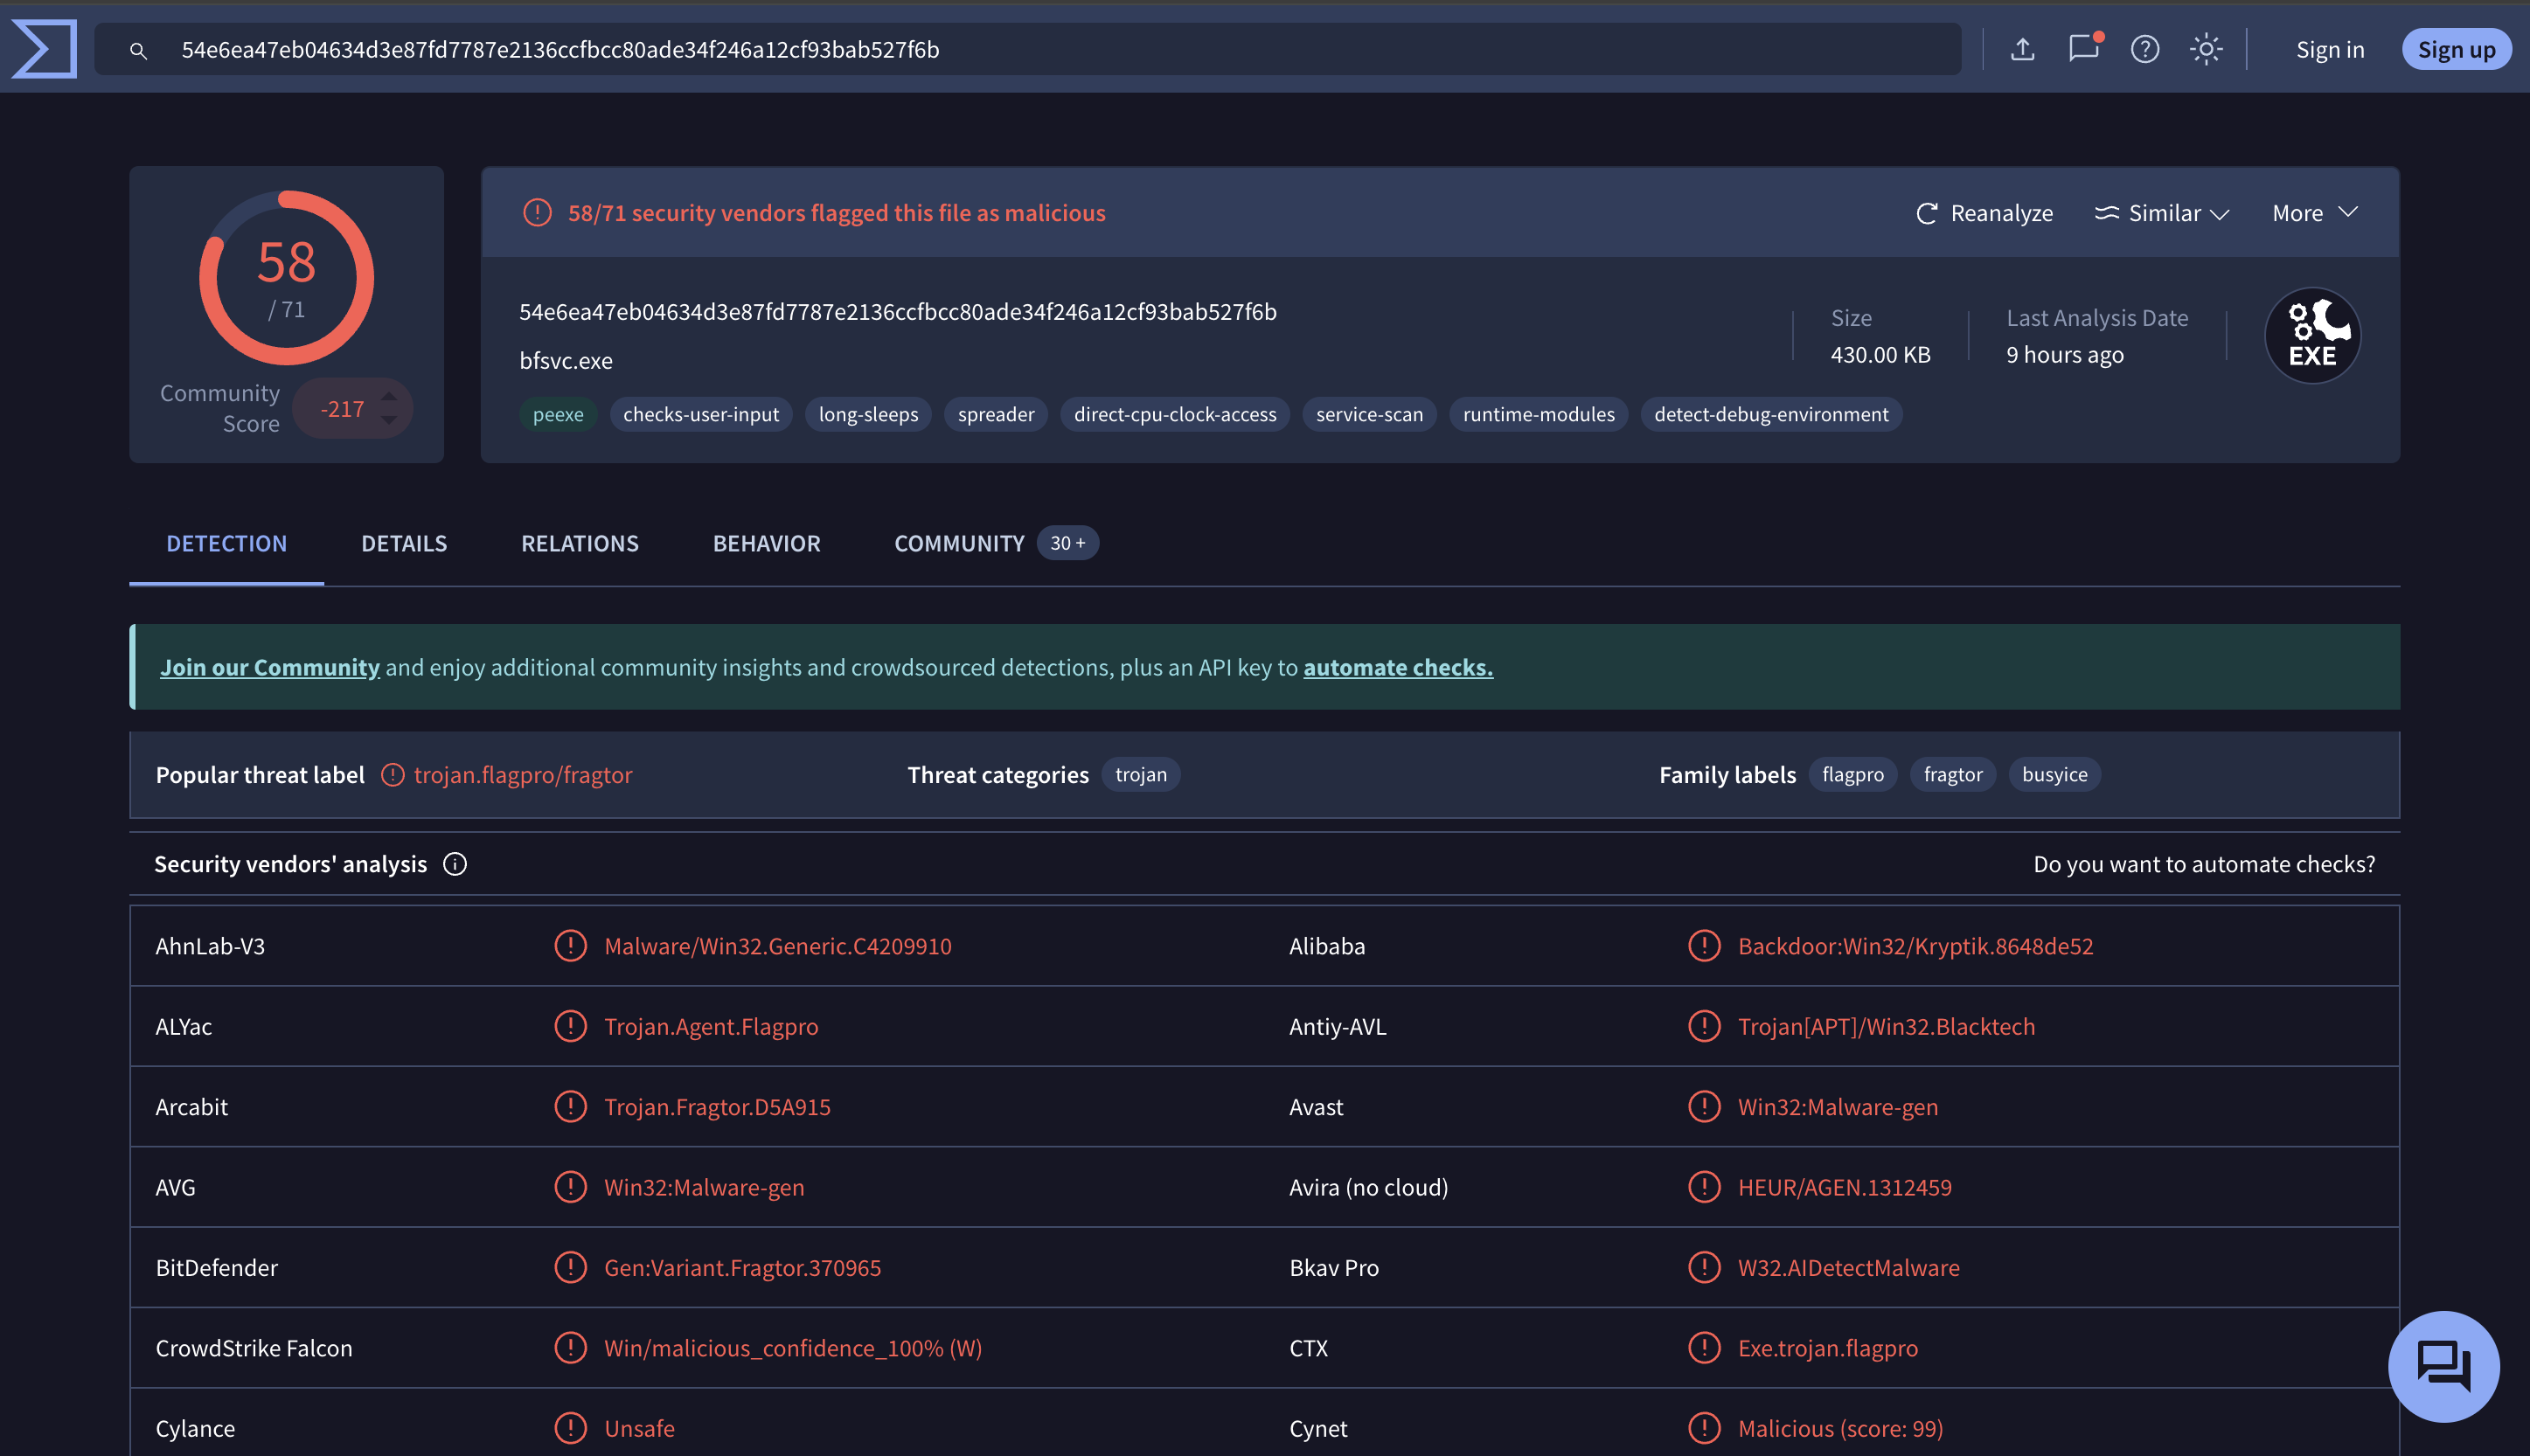 54e6ea47eb04634d3e87fd7787e2136ccfbcc80ade34f246a12cf93bab527f6b
Sign in
Sign up
58
/ 71
Community Score
-217
58/71 security vendors flagged this file as malicious
Reanalyze
Similar
More
54e6ea47eb04634d3e87fd7787e2136ccfbcc80ade34f246a12cf93bab527f6b
bfsvc.exe
Size
430.00 KB
Last Analysis Date
9 hours ago
EXE
peexe checks-user-input long-sleeps spreader direct-cpu-clock-access service-scan runtime-modules detect-debug-environment
DETECTION DETAILS RELATIONS BEHAVIOR COMMUNITY 30 +
Join our Community and enjoy additional community insights and crowdsourced detections, plus an API key to automate checks.
Popular threat label trojan.flagpro/fragtor Threat categories trojan Family labels flagpro fragtor busyice
Security vendors' analysis Do you want to automate checks?
AhnLab-V3 Malware/Win32.Generic.C4209910 Alibaba Backdoor:Win32/Kryptik.8648de52
ALYac Trojan.Agent.Flagpro Antiy-AVL Trojan[APT]/Win32.Blacktech
Arcabit Trojan.Fragtor.D5A915 Avast Win32:Malware-gen
AVG Win32:Malware-gen Avira (no cloud) HEUR/AGEN.1312459
BitDefender Gen:Variant.Fragtor.370965 Bkav Pro W32.AIDetectMalware
CrowdStrike Falcon Win/malicious_confidence_100% (W) CTX Exe.trojan.flagpro
Cylance Unsafe Cynet Malicious (score: 99)